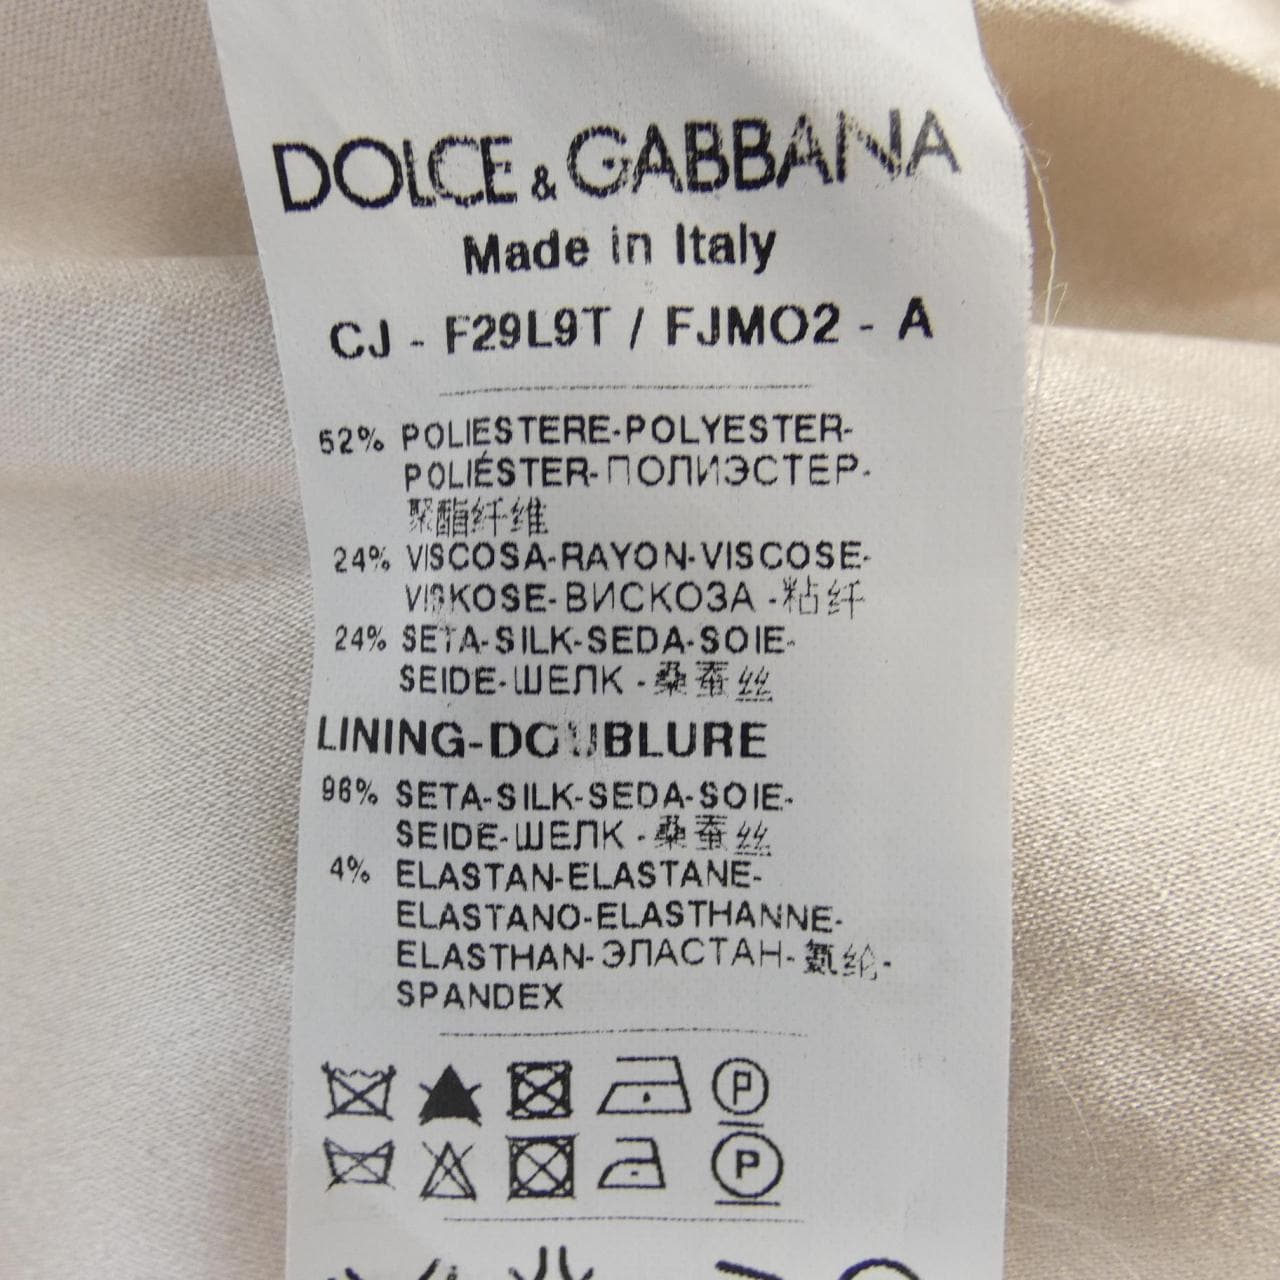 DOLCE & GABBANA
Made in Italy
CJ - F29L9T / FJMO2 - A
52% POLIESTERE-POLYESTER-
POLIÉSTER-ПОЛИЭСТЕР-
聚酯纤维
24% VISCOSA-RAYON-VISCOSE-
VISKOSE-ВИСКОЗА -粘纤
24% SETA-SILK-SEDA-SOIE-
SEIDE-ШЕЛК -桑蚕丝
LINING-DOUBLURE
96% SETA-SILK-SEDA-SOIE-
SEIDE-ШЕЛК -桑蚕丝
4% ELASTAN-ELASTANE-
ELASTANO-ELASTHANNE-
ELASTHAN-ЭЛАСТАН-氨纶-
SPANDEX
P
P